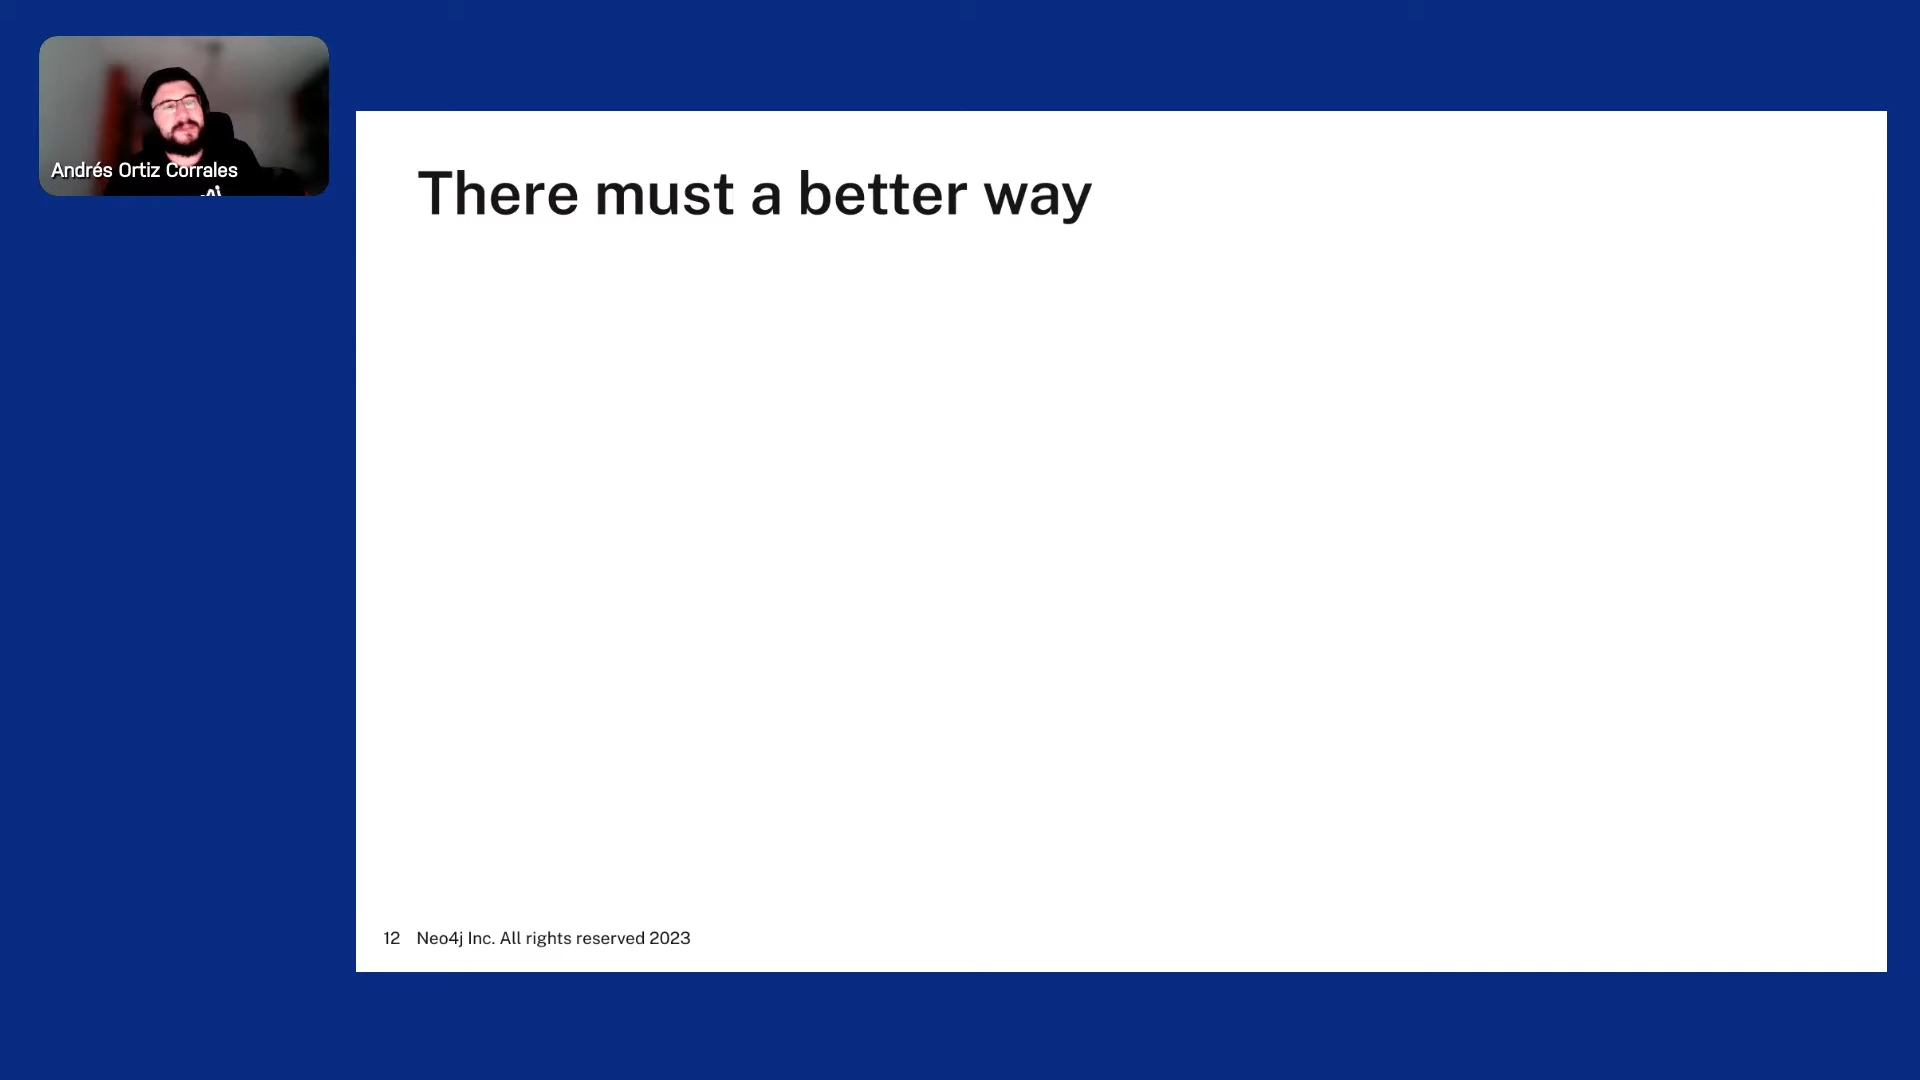 Andrés Ortiz Corrales
There must a better way
12 Neo4j Inc. All rights reserved 2023